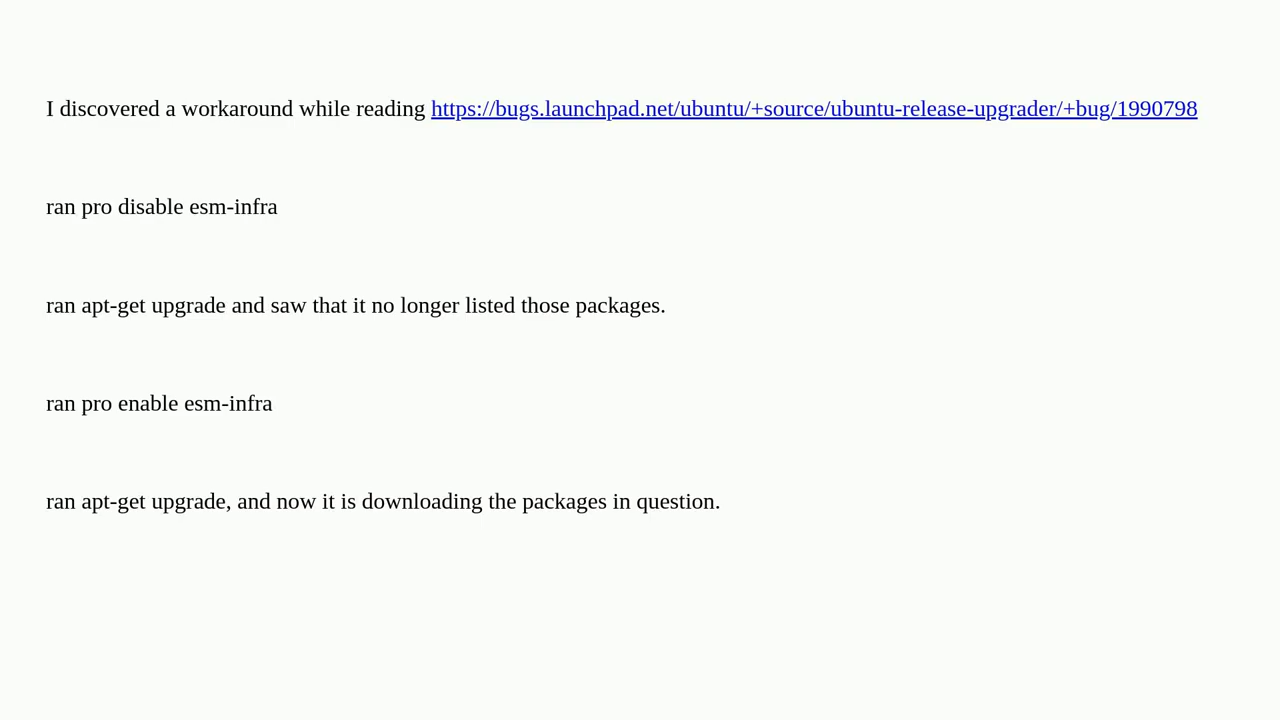 I discovered a workaround while reading https://bugs.launchpad.net/ubuntu/+source/ubuntu-release-upgrader/+bug/1990798
ran pro disable esm-infra
ran apt-get upgrade and saw that it no longer listed those packages.
ran pro enable esm-infra
ran apt-get upgrade, and now it is downloading the packages in question.